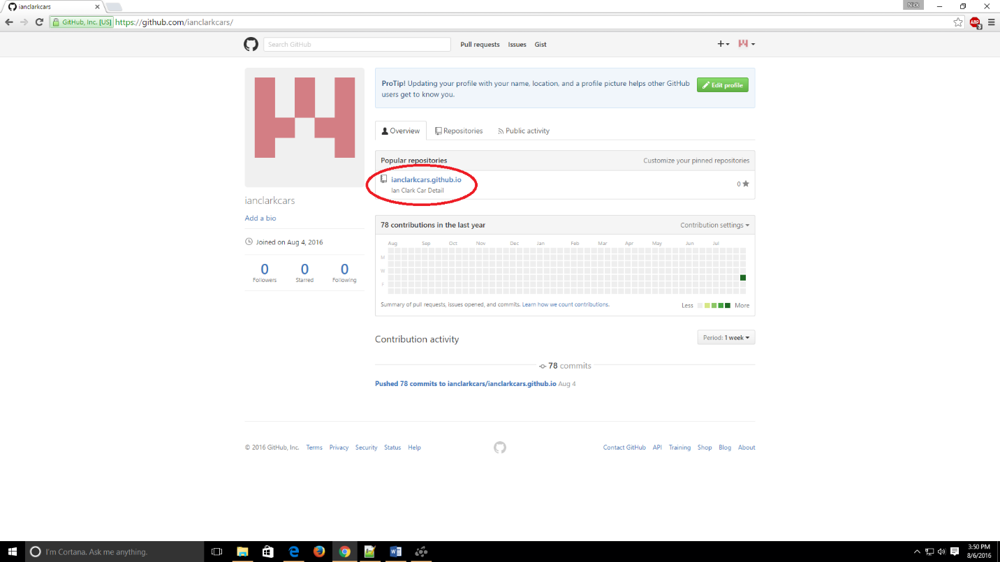 ianclarkcars
Nick
GitHub, Inc. [US] https://github.com/ianclarkcars/
ABP
3
Search GitHub
Pull requests Issues Gist
ProTip! Updating your profile with your name, location, and a profile picture helps other GitHub
users get to know you.
Edit profile
Overview Repositories Public activity
Popular repositories Customize your pinned repositories
ianclarkcars.github.io
Ian Clark Car Detail
0
ianclarkcars
Add a bio
Joined on Aug 4, 2016
0 0 0
Followers Starred Following
78 contributions in the last year Contribution settings
Aug Sep Oct Nov Dec Jan Feb Mar Apr May Jun Jul
M
W
F
Summary of pull requests, issues opened, and commits. Learn how we count contributions.
Less More
Contribution activity
Period: 1 week
78 commits
Pushed 78 commits to ianclarkcars/ianclarkcars.github.io Aug 4
© 2016 GitHub, Inc. Terms Privacy Security Status Help
Contact GitHub API Training Shop Blog About
I'm Cortana. Ask me anything.
3:50 PM
8/6/2016